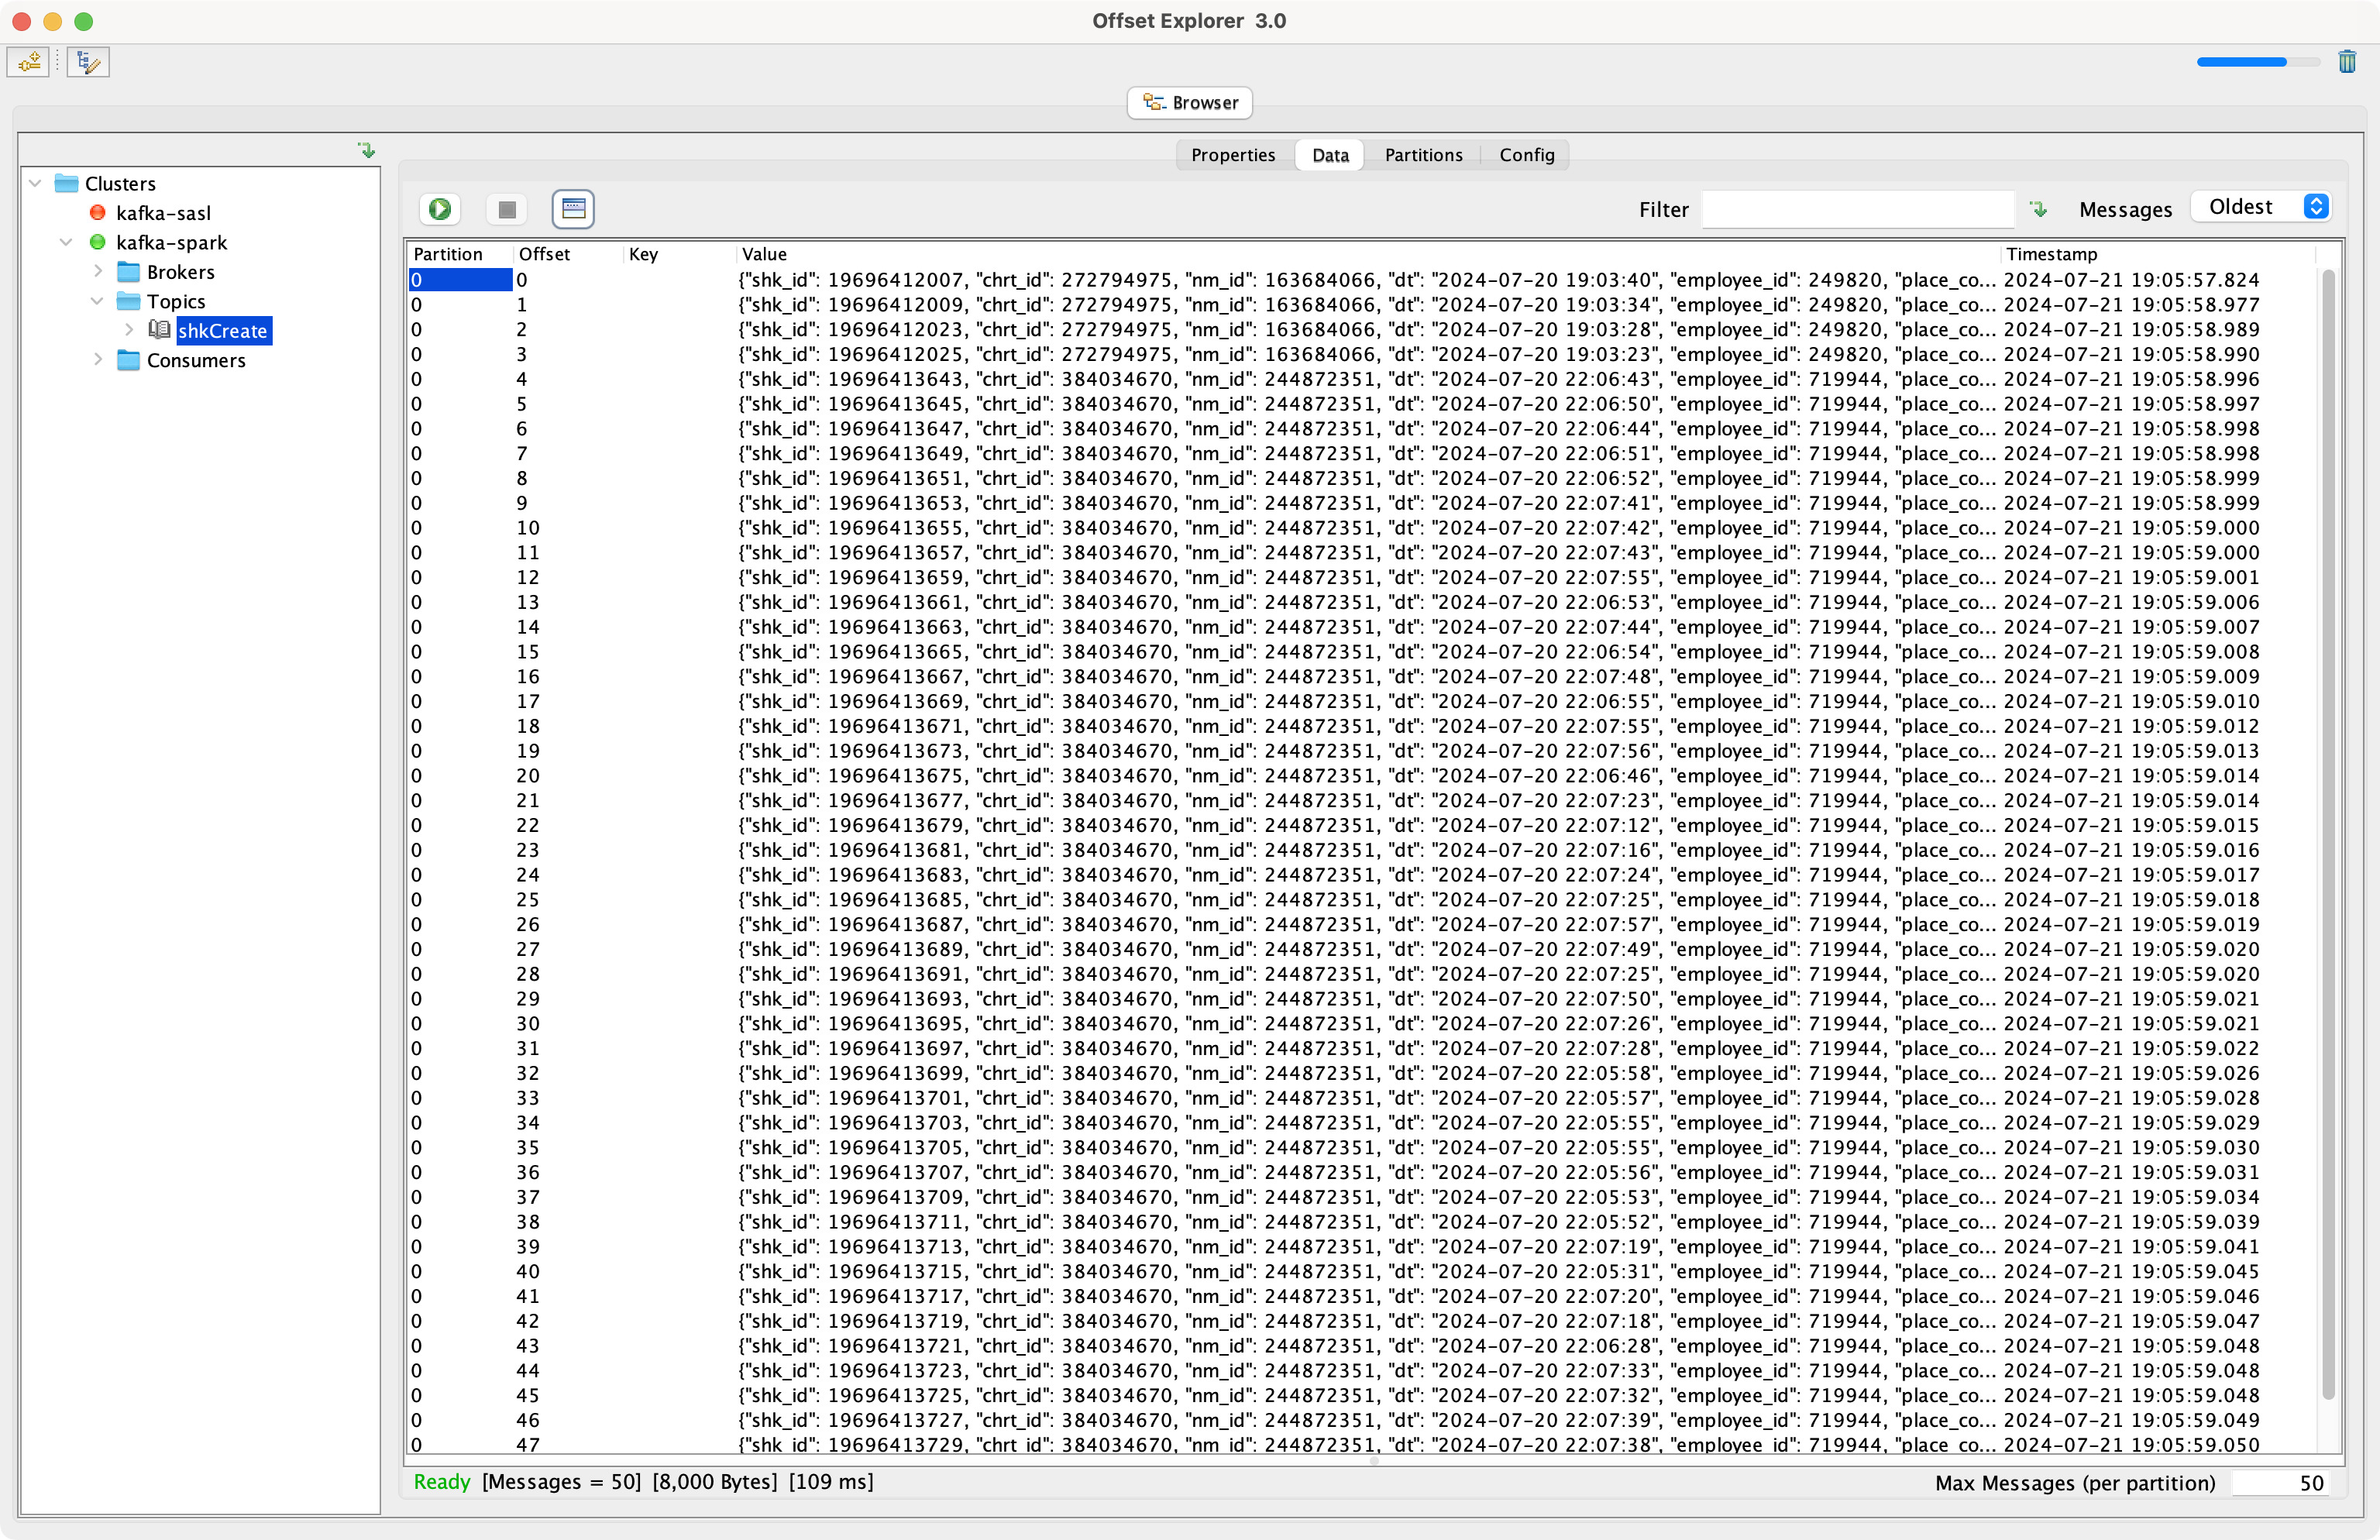 Offset Explorer 3.0
Browser
Properties Data Partitions Config
Filter Messages Oldest
Clusters
kafka-sasl
kafka-spark
Brokers
Topics
shkCreate
Consumers
Partition Offset Key Value Timestamp
0 0 {"shk_id": 19696412007, "chrt_id": 272794975, "nm_id": 163684066, "dt": "2024-07-20 19:03:40", "employee_id": 249820, "place_co... 2024-07-21 19:05:57.824
0 1 {"shk_id": 19696412009, "chrt_id": 272794975, "nm_id": 163684066, "dt": "2024-07-20 19:03:34", "employee_id": 249820, "place_co... 2024-07-21 19:05:58.977
0 2 {"shk_id": 19696412023, "chrt_id": 272794975, "nm_id": 163684066, "dt": "2024-07-20 19:03:28", "employee_id": 249820, "place_co... 2024-07-21 19:05:58.989
0 3 {"shk_id": 19696412025, "chrt_id": 272794975, "nm_id": 163684066, "dt": "2024-07-20 19:03:23", "employee_id": 249820, "place_co... 2024-07-21 19:05:58.990
0 4 {"shk_id": 19696413643, "chrt_id": 384034670, "nm_id": 244872351, "dt": "2024-07-20 22:06:43", "employee_id": 719944, "place_co... 2024-07-21 19:05:58.996
0 5 {"shk_id": 19696413645, "chrt_id": 384034670, "nm_id": 244872351, "dt": "2024-07-20 22:06:50", "employee_id": 719944, "place_co... 2024-07-21 19:05:58.997
0 6 {"shk_id": 19696413647, "chrt_id": 384034670, "nm_id": 244872351, "dt": "2024-07-20 22:06:44", "employee_id": 719944, "place_co... 2024-07-21 19:05:58.998
0 7 {"shk_id": 19696413649, "chrt_id": 384034670, "nm_id": 244872351, "dt": "2024-07-20 22:06:51", "employee_id": 719944, "place_co... 2024-07-21 19:05:58.998
0 8 {"shk_id": 19696413651, "chrt_id": 384034670, "nm_id": 244872351, "dt": "2024-07-20 22:06:52", "employee_id": 719944, "place_co... 2024-07-21 19:05:58.999
0 9 {"shk_id": 19696413653, "chrt_id": 384034670, "nm_id": 244872351, "dt": "2024-07-20 22:07:41", "employee_id": 719944, "place_co... 2024-07-21 19:05:58.999
0 10 {"shk_id": 19696413655, "chrt_id": 384034670, "nm_id": 244872351, "dt": "2024-07-20 22:07:42", "employee_id": 719944, "place_co... 2024-07-21 19:05:59.000
0 11 {"shk_id": 19696413657, "chrt_id": 384034670, "nm_id": 244872351, "dt": "2024-07-20 22:07:43", "employee_id": 719944, "place_co... 2024-07-21 19:05:59.000
0 12 {"shk_id": 19696413659, "chrt_id": 384034670, "nm_id": 244872351, "dt": "2024-07-20 22:07:55", "employee_id": 719944, "place_co... 2024-07-21 19:05:59.001
0 13 {"shk_id": 19696413661, "chrt_id": 384034670, "nm_id": 244872351, "dt": "2024-07-20 22:06:53", "employee_id": 719944, "place_co... 2024-07-21 19:05:59.006
0 14 {"shk_id": 19696413663, "chrt_id": 384034670, "nm_id": 244872351, "dt": "2024-07-20 22:07:44", "employee_id": 719944, "place_co... 2024-07-21 19:05:59.007
0 15 {"shk_id": 19696413665, "chrt_id": 384034670, "nm_id": 244872351, "dt": "2024-07-20 22:06:54", "employee_id": 719944, "place_co... 2024-07-21 19:05:59.008
0 16 {"shk_id": 19696413667, "chrt_id": 384034670, "nm_id": 244872351, "dt": "2024-07-20 22:07:48", "employee_id": 719944, "place_co... 2024-07-21 19:05:59.009
0 17 {"shk_id": 19696413669, "chrt_id": 384034670, "nm_id": 244872351, "dt": "2024-07-20 22:06:55", "employee_id": 719944, "place_co... 2024-07-21 19:05:59.010
0 18 {"shk_id": 19696413671, "chrt_id": 384034670, "nm_id": 244872351, "dt": "2024-07-20 22:07:55", "employee_id": 719944, "place_co... 2024-07-21 19:05:59.012
0 19 {"shk_id": 19696413673, "chrt_id": 384034670, "nm_id": 244872351, "dt": "2024-07-20 22:07:56", "employee_id": 719944, "place_co... 2024-07-21 19:05:59.013
0 20 {"shk_id": 19696413675, "chrt_id": 384034670, "nm_id": 244872351, "dt": "2024-07-20 22:06:46", "employee_id": 719944, "place_co... 2024-07-21 19:05:59.014
0 21 {"shk_id": 19696413677, "chrt_id": 384034670, "nm_id": 244872351, "dt": "2024-07-20 22:07:23", "employee_id": 719944, "place_co... 2024-07-21 19:05:59.014
0 22 {"shk_id": 19696413679, "chrt_id": 384034670, "nm_id": 244872351, "dt": "2024-07-20 22:07:12", "employee_id": 719944, "place_co... 2024-07-21 19:05:59.015
0 23 {"shk_id": 19696413681, "chrt_id": 384034670, "nm_id": 244872351, "dt": "2024-07-20 22:07:16", "employee_id": 719944, "place_co... 2024-07-21 19:05:59.016
0 24 {"shk_id": 19696413683, "chrt_id": 384034670, "nm_id": 244872351, "dt": "2024-07-20 22:07:24", "employee_id": 719944, "place_co... 2024-07-21 19:05:59.017
0 25 {"shk_id": 19696413685, "chrt_id": 384034670, "nm_id": 244872351, "dt": "2024-07-20 22:07:25", "employee_id": 719944, "place_co... 2024-07-21 19:05:59.018
0 26 {"shk_id": 19696413687, "chrt_id": 384034670, "nm_id": 244872351, "dt": "2024-07-20 22:07:57", "employee_id": 719944, "place_co... 2024-07-21 19:05:59.019
0 27 {"shk_id": 19696413689, "chrt_id": 384034670, "nm_id": 244872351, "dt": "2024-07-20 22:07:49", "employee_id": 719944, "place_co... 2024-07-21 19:05:59.020
0 28 {"shk_id": 19696413691, "chrt_id": 384034670, "nm_id": 244872351, "dt": "2024-07-20 22:07:25", "employee_id": 719944, "place_co... 2024-07-21 19:05:59.020
0 29 {"shk_id": 19696413693, "chrt_id": 384034670, "nm_id": 244872351, "dt": "2024-07-20 22:07:50", "employee_id": 719944, "place_co... 2024-07-21 19:05:59.021
0 30 {"shk_id": 19696413695, "chrt_id": 384034670, "nm_id": 244872351, "dt": "2024-07-20 22:07:26", "employee_id": 719944, "place_co... 2024-07-21 19:05:59.021
0 31 {"shk_id": 19696413697, "chrt_id": 384034670, "nm_id": 244872351, "dt": "2024-07-20 22:07:28", "employee_id": 719944, "place_co... 2024-07-21 19:05:59.022
0 32 {"shk_id": 19696413699, "chrt_id": 384034670, "nm_id": 244872351, "dt": "2024-07-20 22:05:58", "employee_id": 719944, "place_co... 2024-07-21 19:05:59.026
0 33 {"shk_id": 19696413701, "chrt_id": 384034670, "nm_id": 244872351, "dt": "2024-07-20 22:05:57", "employee_id": 719944, "place_co... 2024-07-21 19:05:59.028
0 34 {"shk_id": 19696413703, "chrt_id": 384034670, "nm_id": 244872351, "dt": "2024-07-20 22:05:55", "employee_id": 719944, "place_co... 2024-07-21 19:05:59.029
0 35 {"shk_id": 19696413705, "chrt_id": 384034670, "nm_id": 244872351, "dt": "2024-07-20 22:05:55", "employee_id": 719944, "place_co... 2024-07-21 19:05:59.030
0 36 {"shk_id": 19696413707, "chrt_id": 384034670, "nm_id": 244872351, "dt": "2024-07-20 22:05:56", "employee_id": 719944, "place_co... 2024-07-21 19:05:59.031
0 37 {"shk_id": 19696413709, "chrt_id": 384034670, "nm_id": 244872351, "dt": "2024-07-20 22:05:53", "employee_id": 719944, "place_co... 2024-07-21 19:05:59.034
0 38 {"shk_id": 19696413711, "chrt_id": 384034670, "nm_id": 244872351, "dt": "2024-07-20 22:05:52", "employee_id": 719944, "place_co... 2024-07-21 19:05:59.039
0 39 {"shk_id": 19696413713, "chrt_id": 384034670, "nm_id": 244872351, "dt": "2024-07-20 22:07:19", "employee_id": 719944, "place_co... 2024-07-21 19:05:59.041
0 40 {"shk_id": 19696413715, "chrt_id": 384034670, "nm_id": 244872351, "dt": "2024-07-20 22:05:31", "employee_id": 719944, "place_co... 2024-07-21 19:05:59.045
0 41 {"shk_id": 19696413717, "chrt_id": 384034670, "nm_id": 244872351, "dt": "2024-07-20 22:07:20", "employee_id": 719944, "place_co... 2024-07-21 19:05:59.046
0 42 {"shk_id": 19696413719, "chrt_id": 384034670, "nm_id": 244872351, "dt": "2024-07-20 22:07:18", "employee_id": 719944, "place_co... 2024-07-21 19:05:59.047
0 43 {"shk_id": 19696413721, "chrt_id": 384034670, "nm_id": 244872351, "dt": "2024-07-20 22:06:28", "employee_id": 719944, "place_co... 2024-07-21 19:05:59.048
0 44 {"shk_id": 19696413723, "chrt_id": 384034670, "nm_id": 244872351, "dt": "2024-07-20 22:07:33", "employee_id": 719944, "place_co... 2024-07-21 19:05:59.048
0 45 {"shk_id": 19696413725, "chrt_id": 384034670, "nm_id": 244872351, "dt": "2024-07-20 22:07:32", "employee_id": 719944, "place_co... 2024-07-21 19:05:59.048
0 46 {"shk_id": 19696413727, "chrt_id": 384034670, "nm_id": 244872351, "dt": "2024-07-20 22:07:39", "employee_id": 719944, "place_co... 2024-07-21 19:05:59.049
0 47 {"shk_id": 19696413729, "chrt_id": 384034670, "nm_id": 244872351, "dt": "2024-07-20 22:07:38", "employee_id": 719944, "place_co... 2024-07-21 19:05:59.050
Ready [Messages = 50] [8,000 Bytes] [109 ms] Max Messages (per partition) 50